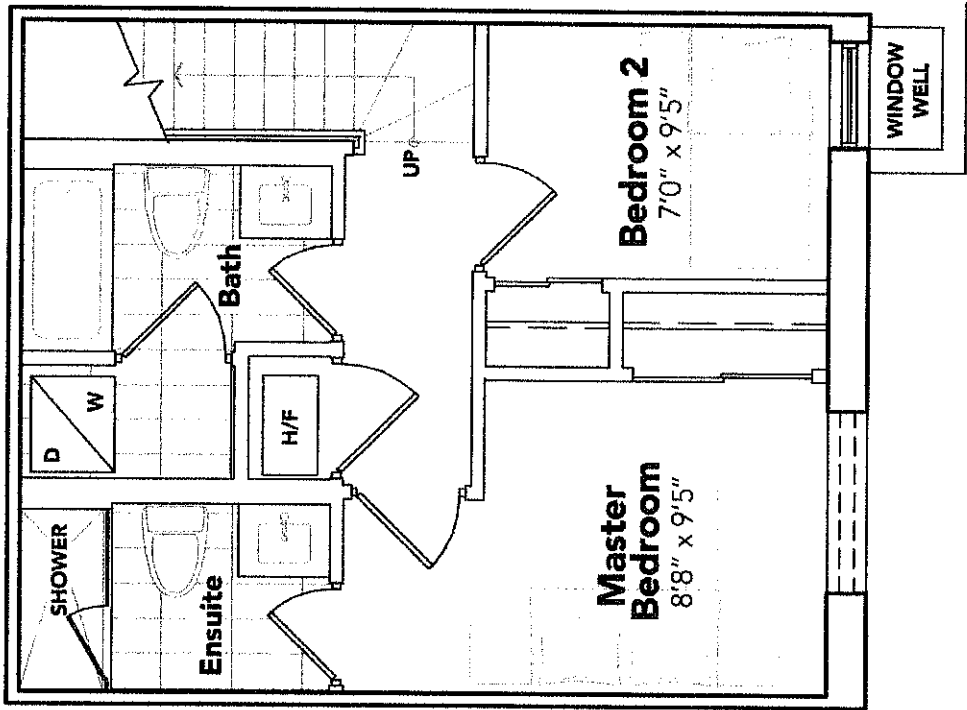 SHOWER
Ensuite
D
W
H/F
Bath
UP
Master
Bedroom
8'8" x 9'5"
Bedroom 2
7'0" x 9'5"
WINDOW
WELL